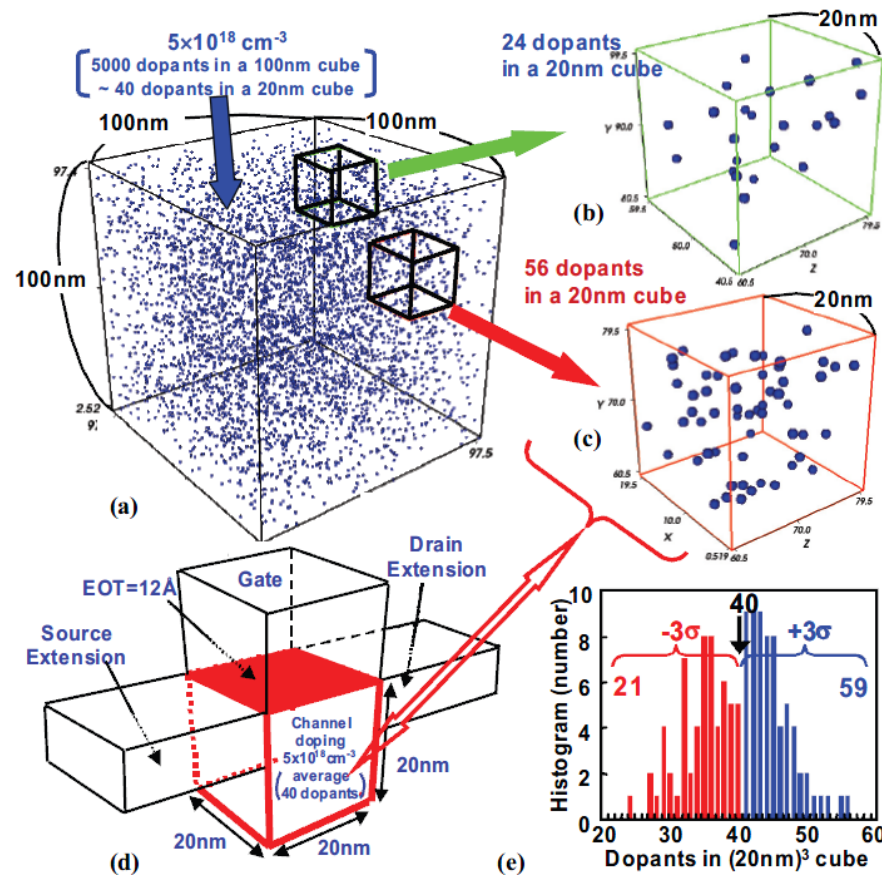 5×10¹⁸ cm⁻³
( 5000 dopants in a 100nm cube
~ 40 dopants in a 20nm cube )
100nm
100nm
100nm
97.
2.52
97.5
(a)
24 dopants
in a 20nm cube
20nm
99.5
Y 90.0
80.5
59.5
60.0
40.5
60.5
70.0
Z
79.5
(b)
56 dopants
in a 20nm cube
20nm
79.5
Y 70.0
60.5
19.5
10.0
X
0.519
60.5
70.0
Z
79.5
(c)
Gate
EOT=12A
Source
Extension
Drain
Extension
Channel
doping
5x10¹⁸cm⁻³
average
(40 dopants)
20nm
20nm
20nm
(d)
(e)
Histogram (number)
10
8
6
4
2
0
40
-3σ
+3σ
21
59
20 30 40 50 60
Dopants in (20nm)³ cube